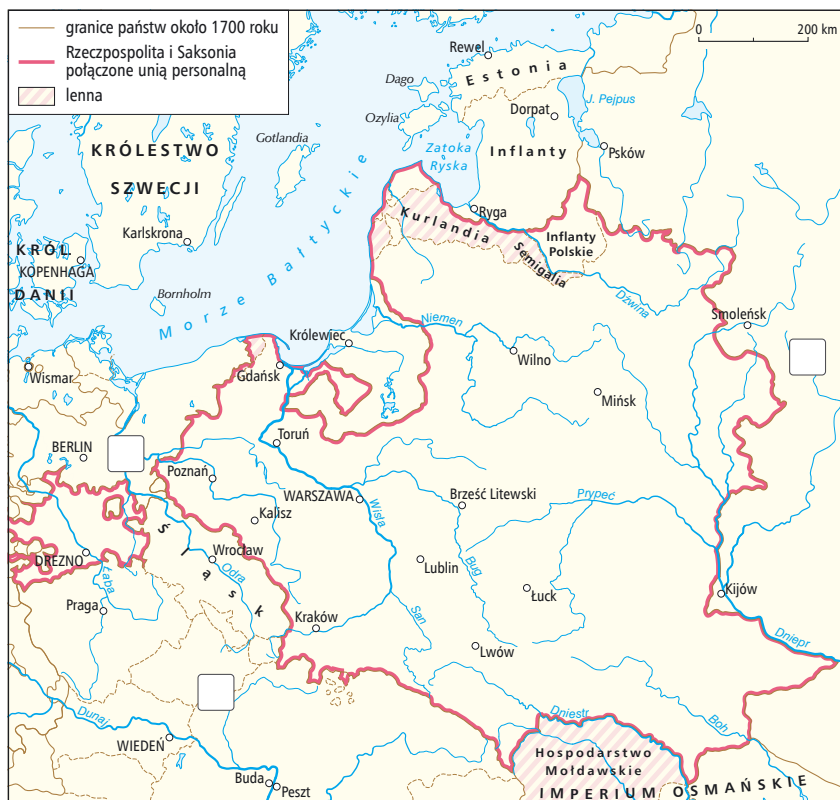 granice państw około 1700 roku
Rzeczpospolita i Saksonia
połączone unią personalną
lenna
0 200 km
Rewel
Estonia
Dago
Dorpat
J. Pejpus
Ozylia
Gotlandia
Zatoka
Ryska
Inflanty
Psków
KRÓLESTWO
SZWECJI
Karlskrona
Ryga
Kurlandia
Semigalia
Inflanty
Polskie
KRÓL.
KOPENHAGA
DANII
Bornholm
Morze Bałtyckie
Dźwina
Smoleńsk
Królewiec
Niemen
Wilno
Gdańsk
Wismar
Mińsk
Toruń
BERLIN
Poznań
WARSZAWA
Wisła
Brześć Litewski
Prypeć
Kalisz
Śląsk
Wrocław
Odra
DREZNO
Łaba
Lublin
Bug
Łuck
Kijów
Praga
Kraków
San
Lwów
Dniepr
Dniestr
Boh
Dunaj
WIEDEŃ
Hospodarstwo
Mołdawskie
Buda
Peszt
IMPERIUM OSMAŃSKIE